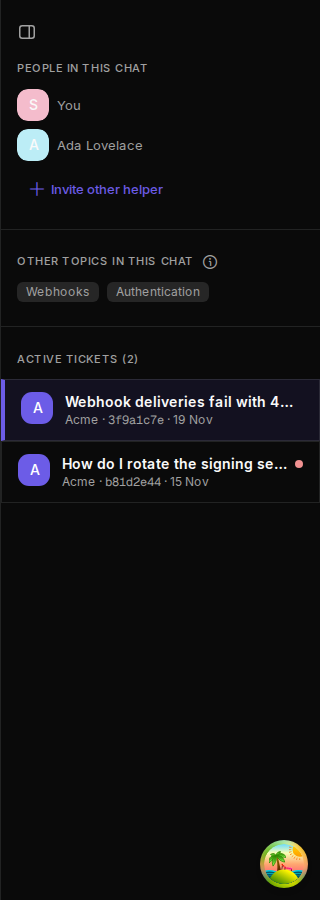 PEOPLE IN THIS CHAT
S You
A Ada Lovelace
Invite other helper
OTHER TOPICS IN THIS CHAT
Webhooks Authentication
ACTIVE TICKETS (2)
A Webhook deliveries fail with 4...
Acme · 3f9a1c7e · 19 Nov
A How do I rotate the signing se...
Acme · b81d2e44 · 15 Nov